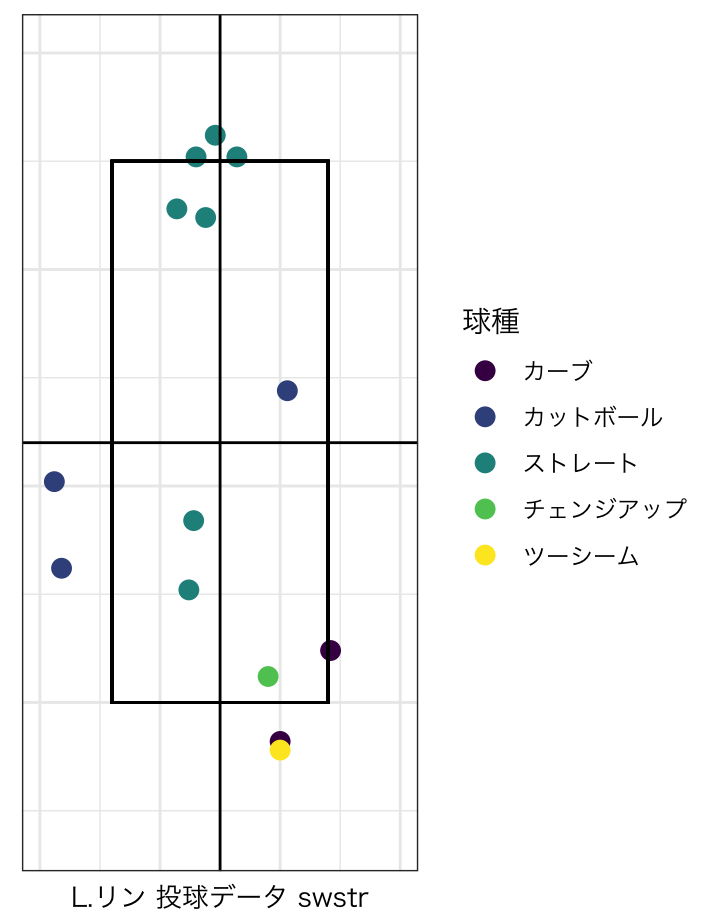 球種
カーブ
カットボール
ストレート
チェンジアップ
ツーシーム
L.リン 投球データ swstr